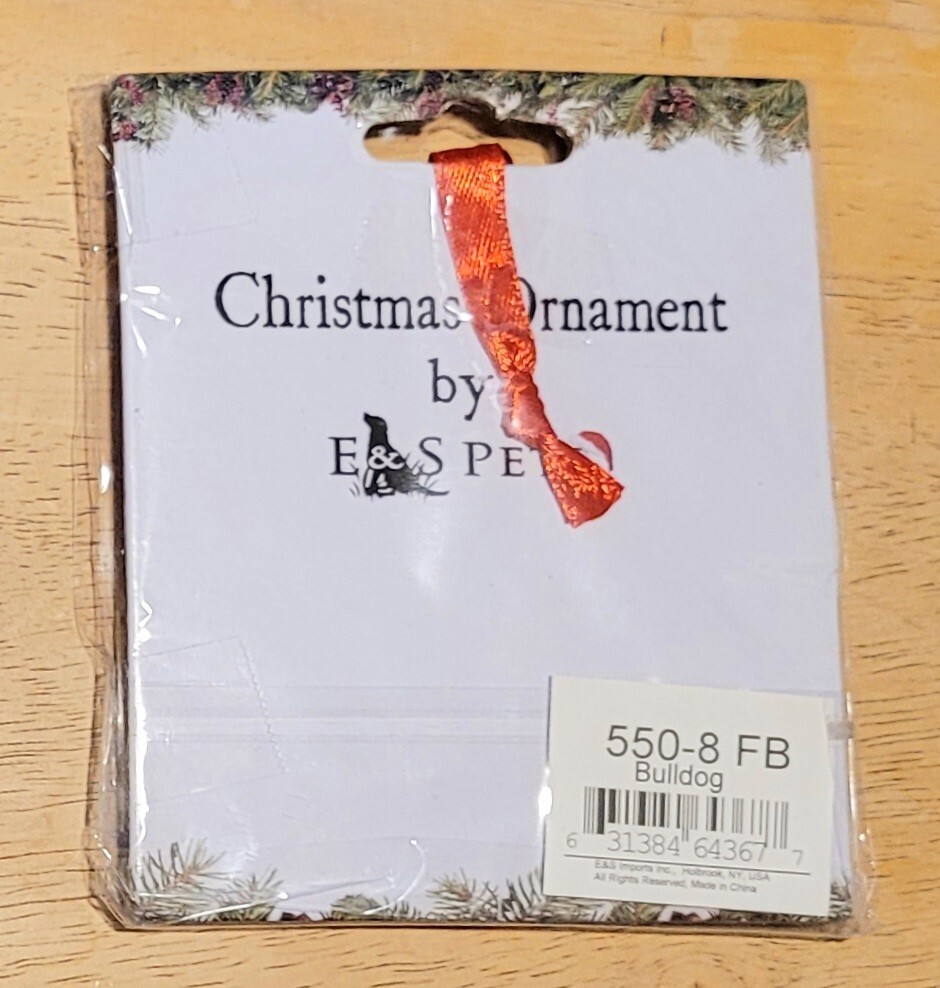 Christmas Ornament
by
E&S PET
550-8 FB
Bulldog
6 31384 64367 7
E&S Imports Inc., Holbrook, NY, USA
All Rights Reserved, Made in China